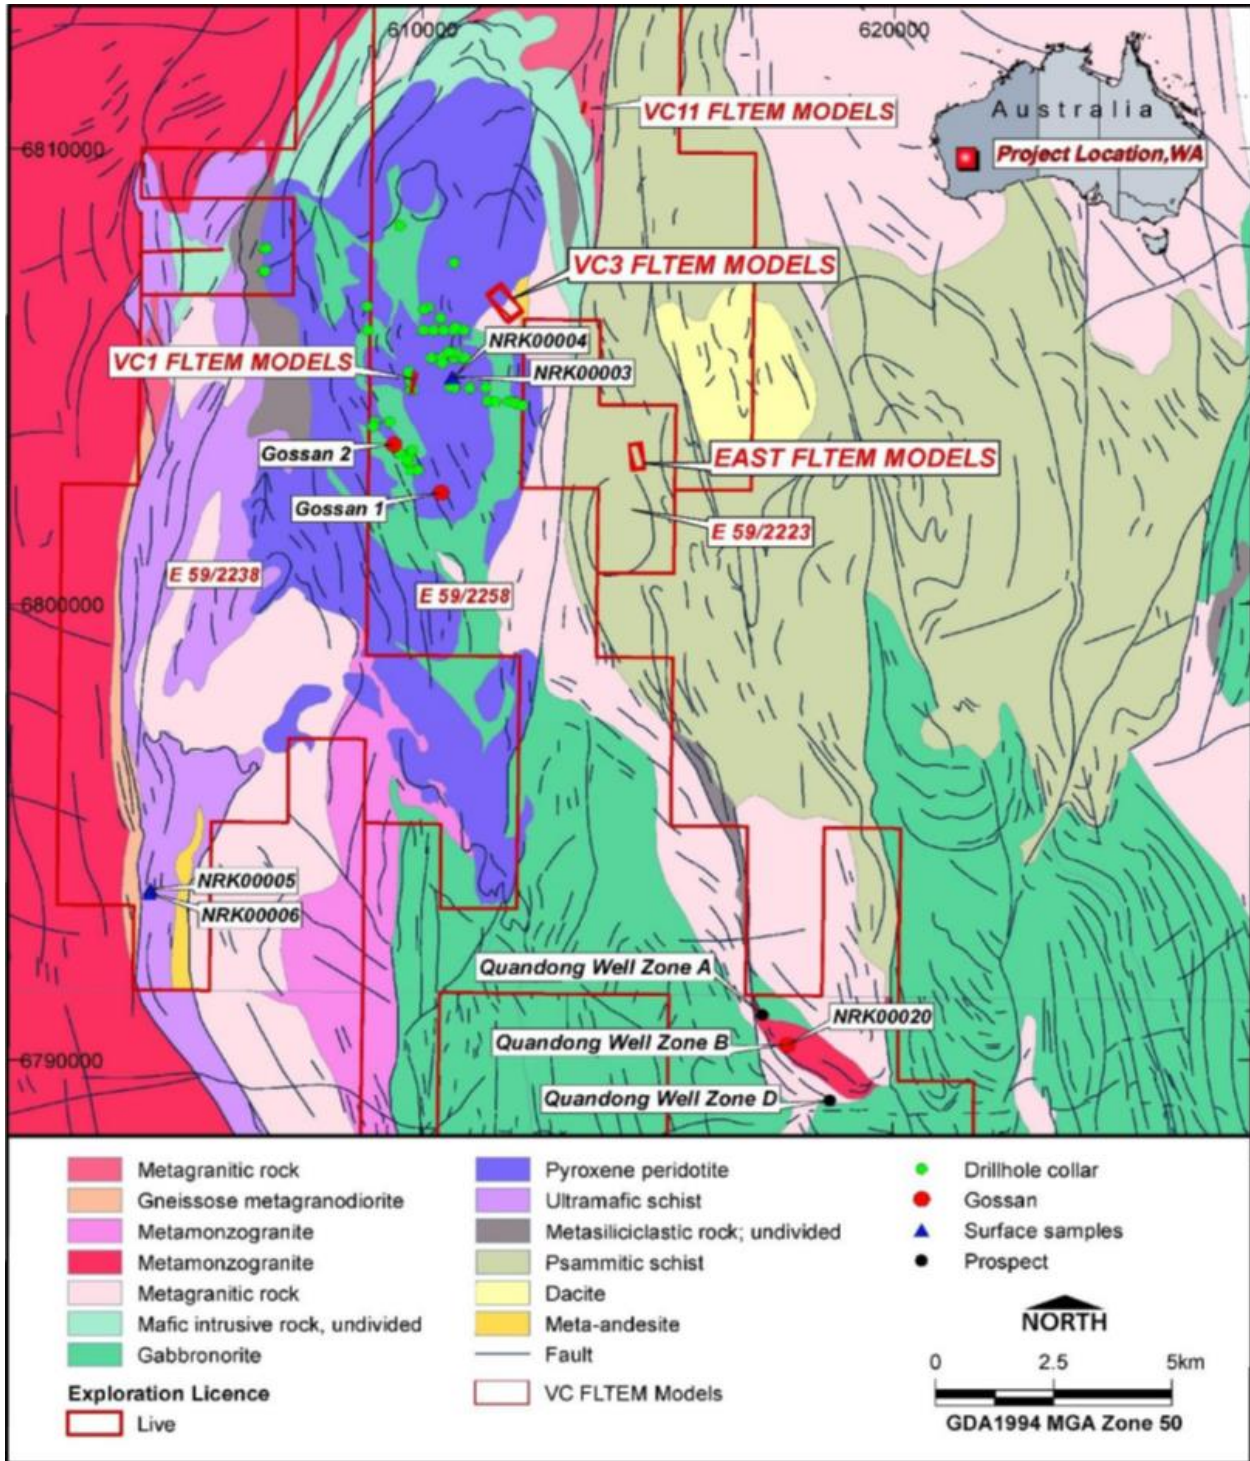 610000
620000
VC11 FLTEM MODELS
Australia
6810000
Project Location,WA
VC3 FLTEM MODELS
NRK00004
VC1 FLTEM MODELS
NRK00003
Gossan 2
EAST FLTEM MODELS
Gossan 1
E 59/2223
E 59/2238
E 59/2258
6800000
NRK00005
NRK00006
Quandong Well Zone A
NRK00020
Quandong Well Zone B
6790000
Quandong Well Zone D
Metagranitic rock
Gneissose metagranodiorite
Metamonzogranite
Metamonzogranite
Metagranitic rock
Mafic intrusive rock, undivided
Gabbronorite
Exploration Licence
Live
Pyroxene peridotite
Ultramafic schist
Metasiliciclastic rock; undivided
Psammitic schist
Dacite
Meta-andesite
Fault
VC FLTEM Models
Drillhole collar
Gossan
Surface samples
Prospect
NORTH
0 2.5 5km
GDA1994 MGA Zone 50